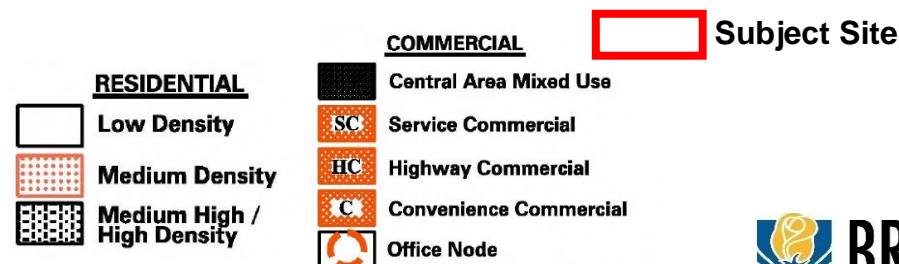 Subject Site
COMMERCIAL
Central Area Mixed Use
SC Service Commercial
HC Highway Commercial
C Convenience Commercial
Office Node
RESIDENTIAL
Low Density
Medium Density
Medium High /
High Density
BR